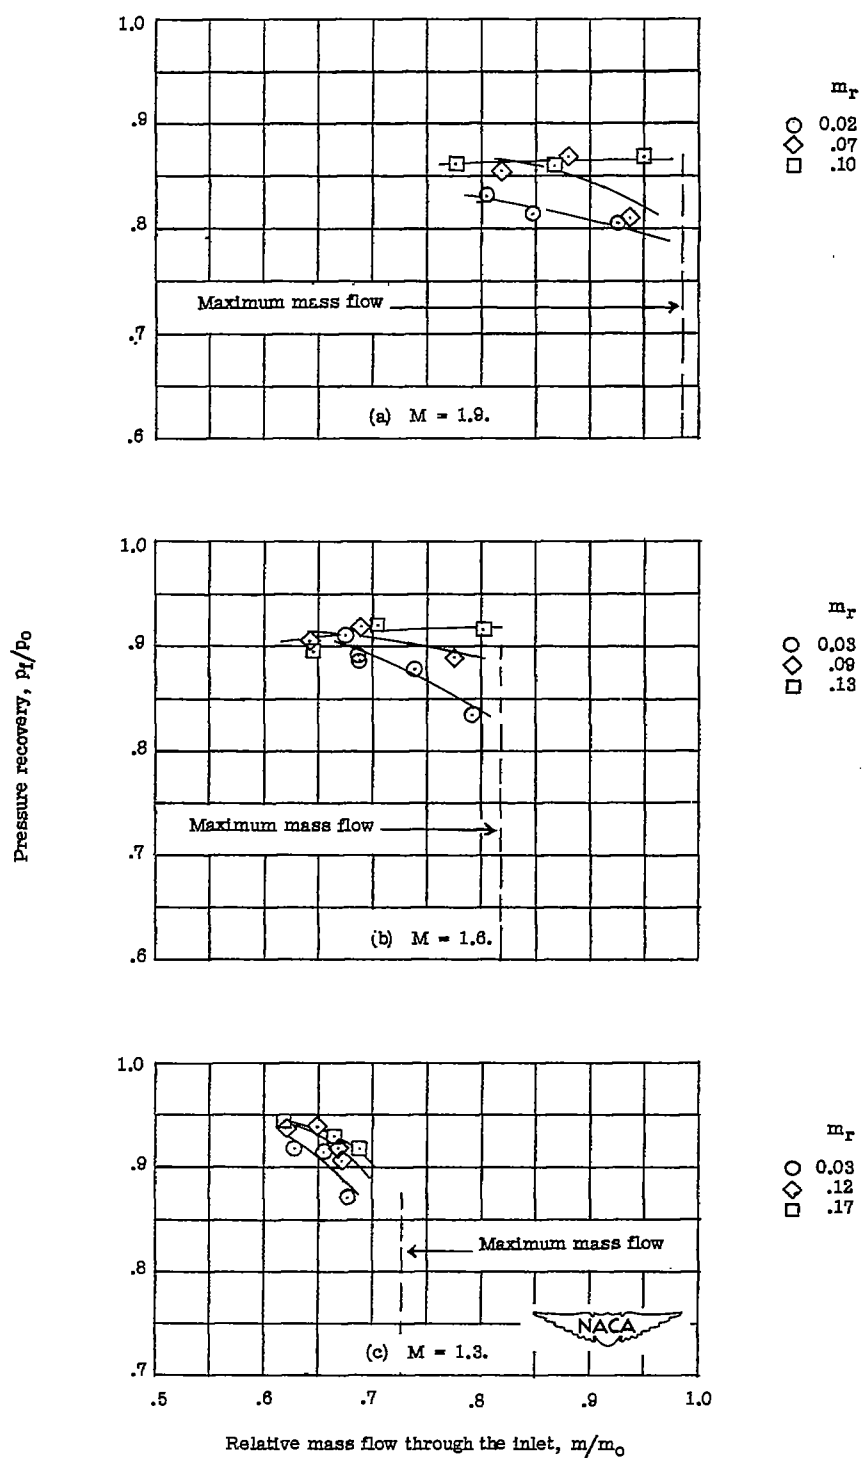 1.0
.9
.8
.7
.6
m_r
0.02
.07
.10
Maximum mass flow
(a) M = 1.9.
Pressure recovery, p_f/p_o
1.0
.9
.8
.7
.6
m_r
0.03
.09
.13
Maximum mass flow
(b) M = 1.6.
1.0
.9
.8
.7
m_r
0.03
.12
.17
Maximum mass flow
NACA
(c) M = 1.3.
.5 .6 .7 .8 .9 1.0
Relative mass flow through the inlet, m/m_o